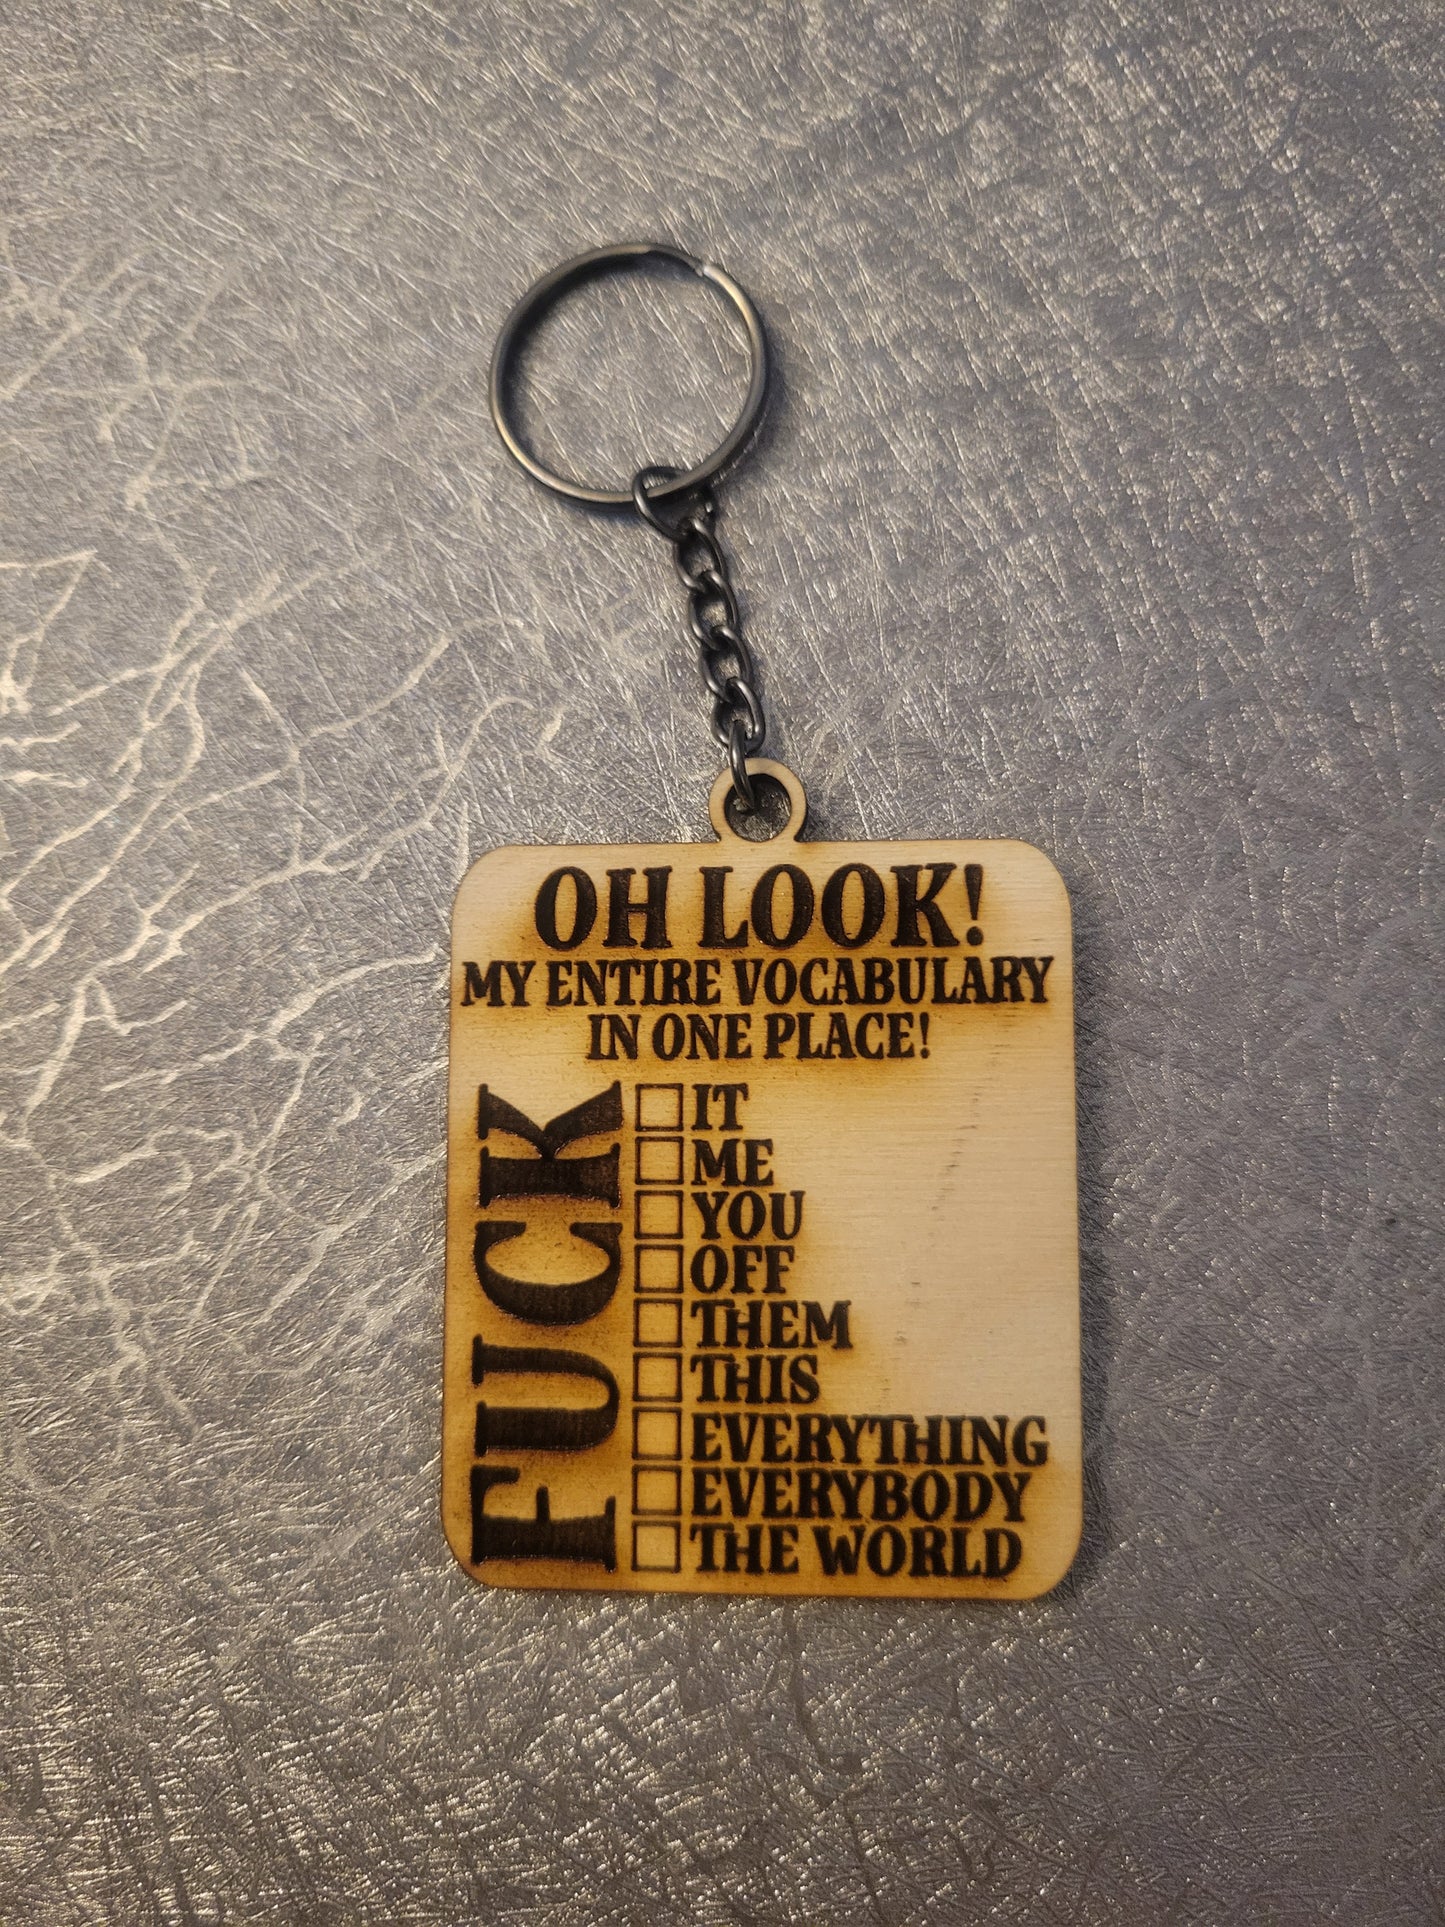 OH LOOK!
MY ENTIRE VOCABULARY
IN ONE PLACE!
FUCK
IT
ME
YOU
OFF
THEM
THIS
EVERYTHING
EVERYBODY
THE WORLD